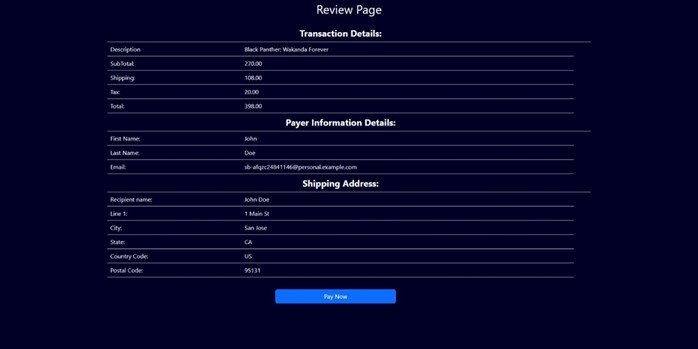 Review Page
Transaction Details:
Description Black Panther: Wakanda Forever
SubTotal: 270.00
Shipping: 108.00
Tax: 20.00
Total: 398.00
Payer Information Details:
First Name: John
Last Name: Doe
Email: sb-afqzc24841146@personal.example.com
Shipping Address:
Recipient name: John Doe
Line 1: 1 Main St
City: San Jose
State: CA
Country Code: US
Postal Code: 95131
Pay Now